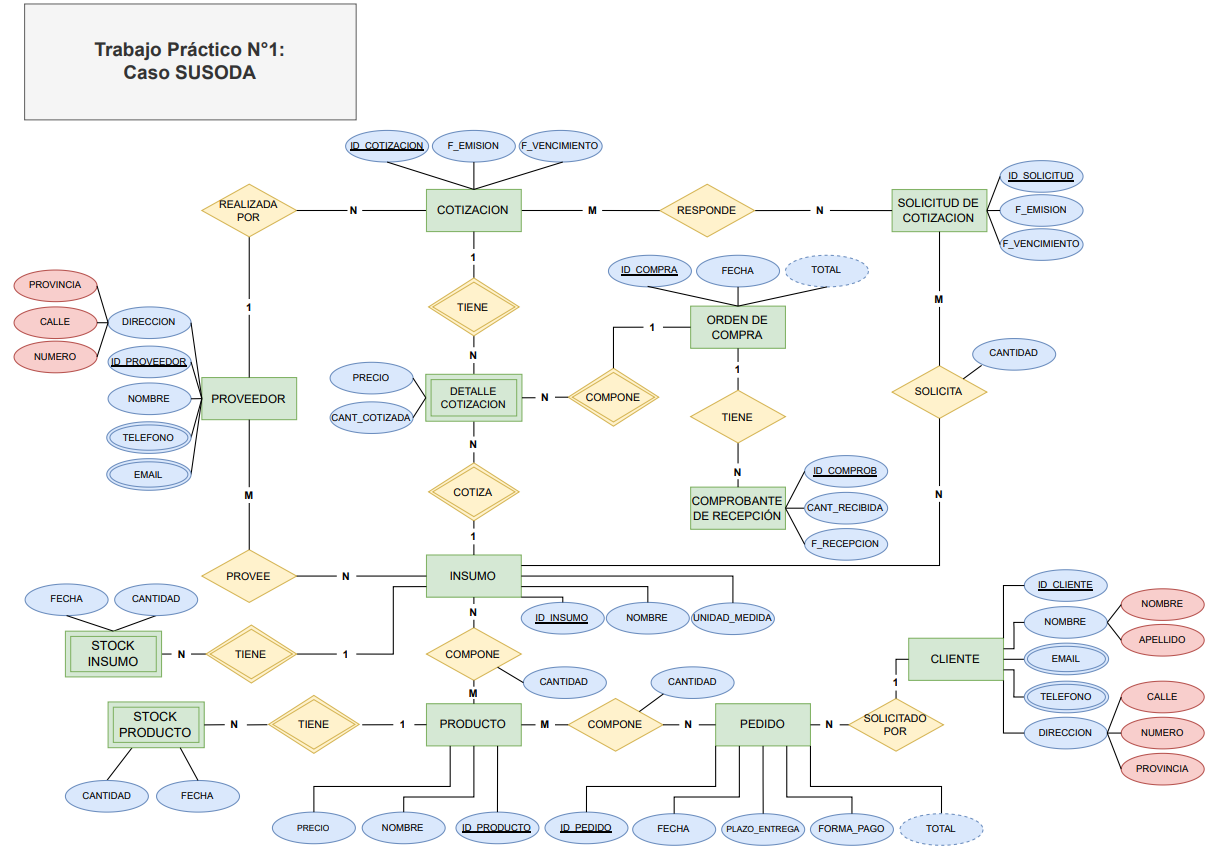 Trabajo Práctico N°1:
Caso SUSODA
ID_COTIZACION
F_EMISION
F_VENCIMIENTO
REALIZADA
POR
N
COTIZACION
M
RESPONDE
N
SOLICITUD DE
COTIZACION
ID_SOLICITUD
F_EMISION
F_VENCIMIENTO
1
TIENE
N
ID_COMPRA
FECHA
TOTAL
PROVINCIA
CALLE
NUMERO
DIRECCION
ID_PROVEEDOR
NOMBRE
TELEFONO
EMAIL
1
PROVEEDOR
M
PRECIO
CANT_COTIZADA
DETALLE
COTIZACION
N
COMPONE
1
ORDEN DE
COMPRA
1
TIENE
N
M
CANTIDAD
SOLICITA
N
N
COTIZA
1
COMPROBANTE
DE RECEPCIÓN
ID_COMPROB
CANT_RECIBIDA
F_RECEPCION
PROVEE
N
INSUMO
ID_INSUMO
NOMBRE
UNIDAD_MEDIDA
FECHA
CANTIDAD
STOCK
INSUMO
N
TIENE
1
N
COMPONE
M
CANTIDAD
STOCK
PRODUCTO
N
TIENE
1
PRODUCTO
M
COMPONE
CANTIDAD
N
PEDIDO
N
SOLICITADO
POR
1
CLIENTE
ID_CLIENTE
NOMBRE
NOMBRE
APELLIDO
EMAIL
TELEFONO
DIRECCION
CALLE
NUMERO
PROVINCIA
CANTIDAD
FECHA
PRECIO
NOMBRE
ID_PRODUCTO
ID_PEDIDO
FECHA
PLAZO_ENTREGA
FORMA_PAGO
TOTAL